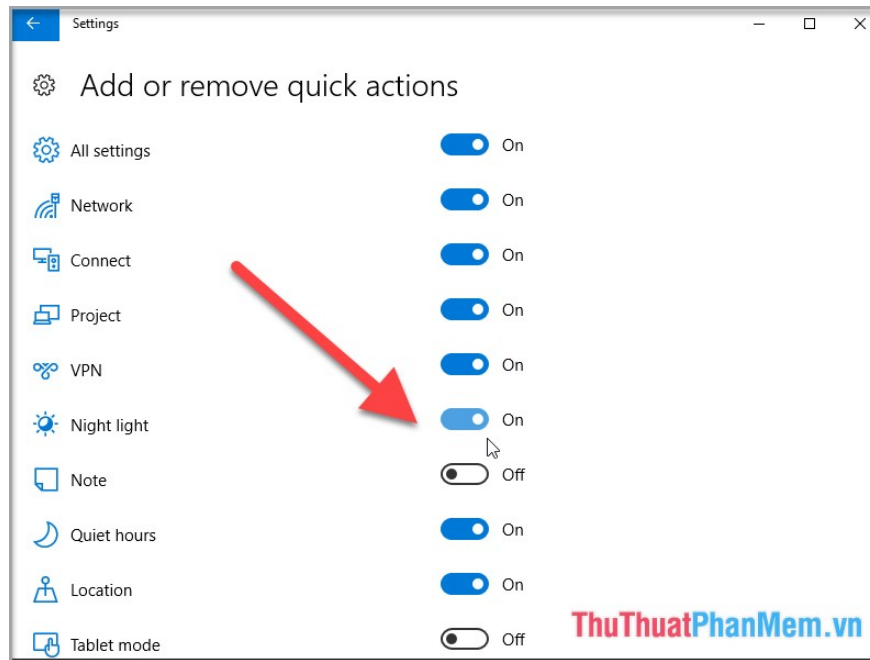 Settings
Add or remove quick actions
All settings On
Network On
Connect On
Project On
VPN On
Night light On
Note Off
Quiet hours On
Location On
Tablet mode Off
ThuThuatPhanMem.vn